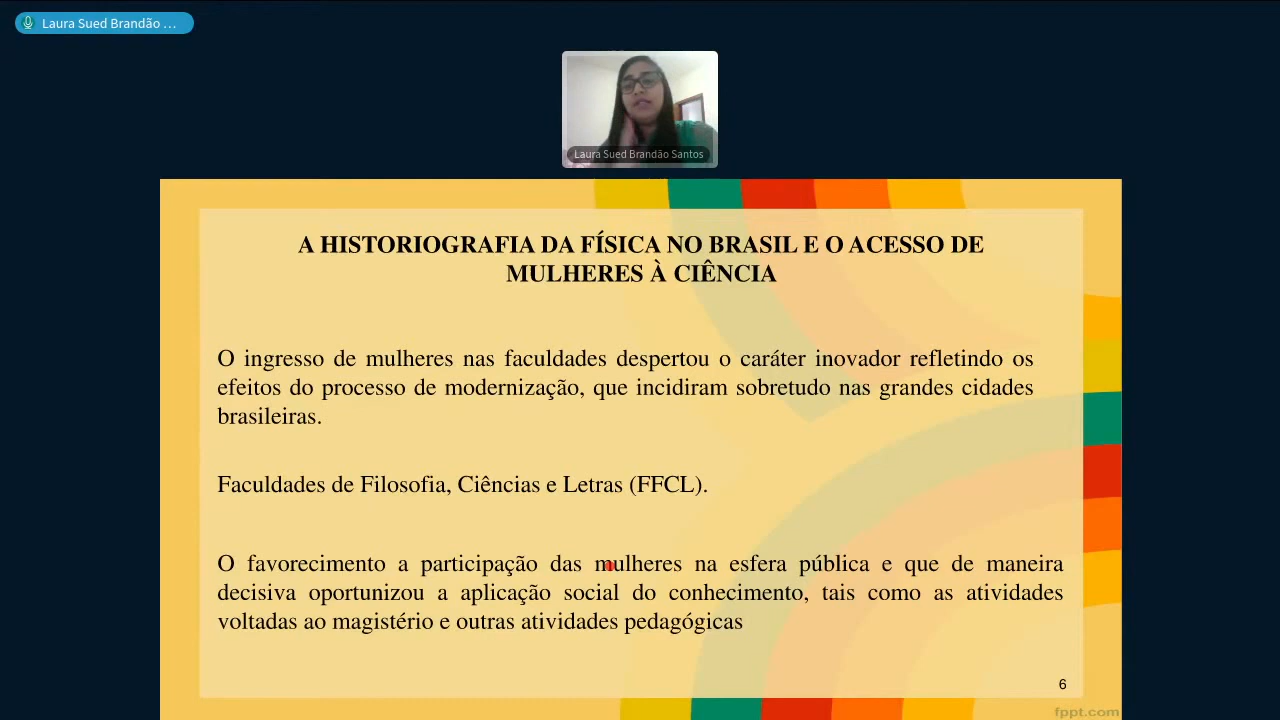 Laura Sued Brandão ...
Laura Sued Brandão Santos
A HISTORIOGRAFIA DA FÍSICA NO BRASIL E O ACESSO DE
MULHERES À CIÊNCIA
O ingresso de mulheres nas faculdades despertou o caráter inovador refletindo os
efeitos do processo de modernização, que incidiram sobretudo nas grandes cidades
brasileiras.
Faculdades de Filosofia, Ciências e Letras (FFCL).
O favorecimento a participação das mulheres na esfera pública e que de maneira
decisiva oportunizou a aplicação social do conhecimento, tais como as atividades
voltadas ao magistério e outras atividades pedagógicas
6
fppt.com